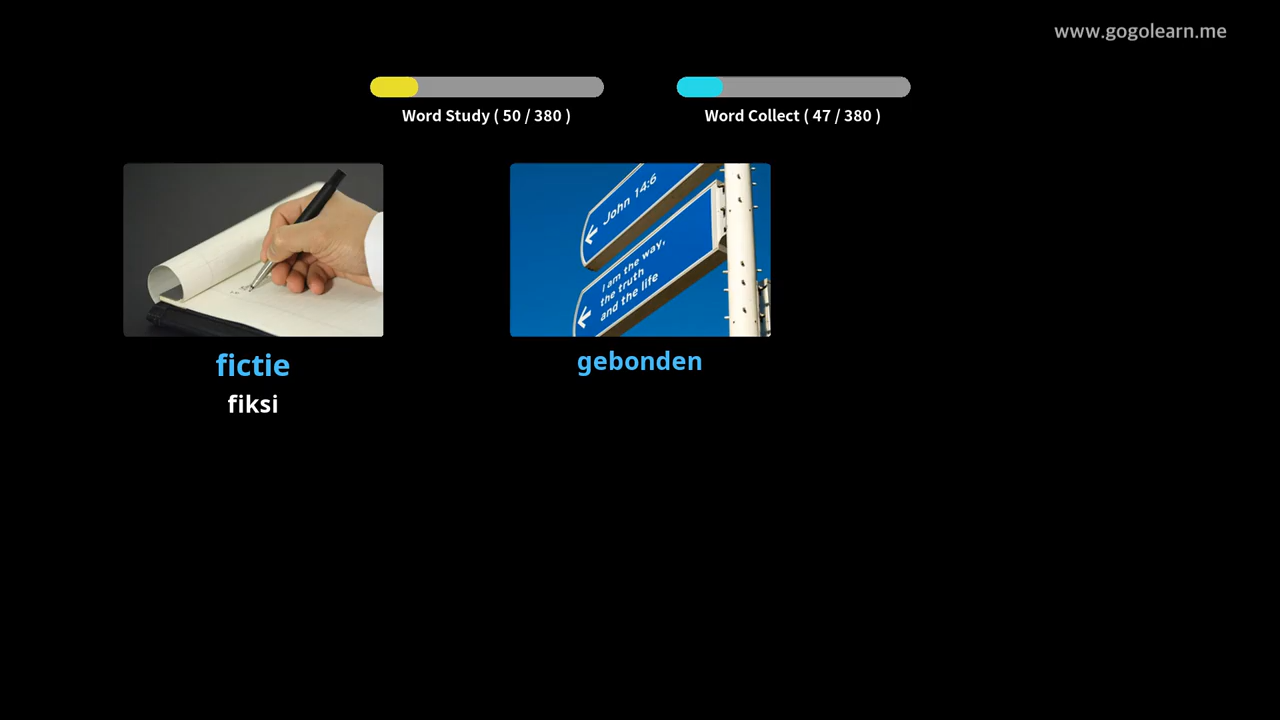 www.gogolearn.me
Word Study ( 50 / 380 )
Word Collect ( 47 / 380 )
John 14:6
I am the way,
the truth
and the life
fictie
gebonden
fiksi